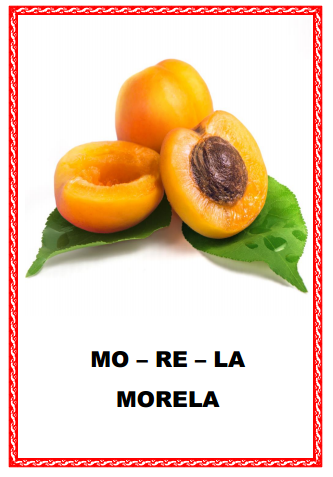 MO – RE – LA
MORELA